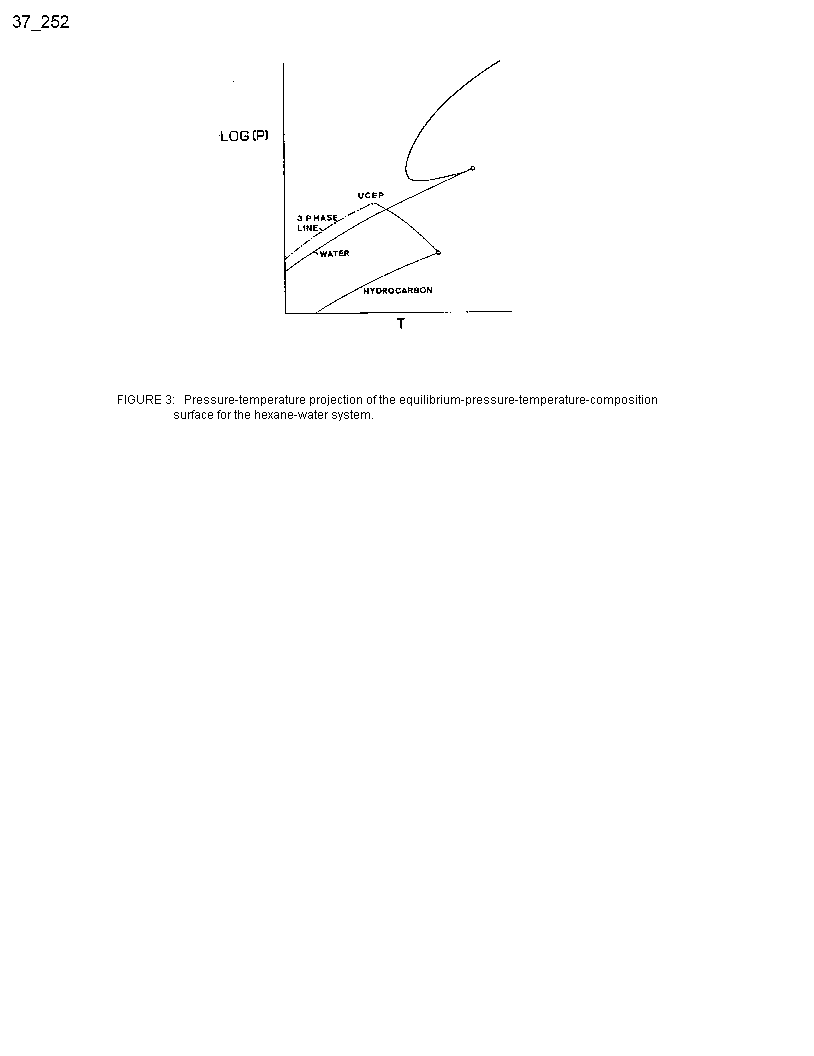 37_252
LOG (P)
UCEP
3 PHASE
LINE
WATER
HYDROCARBON
T
FIGURE 3: Pressure-temperature projection of the equilibrium-pressure-temperature-composition
surface for the hexane-water system.